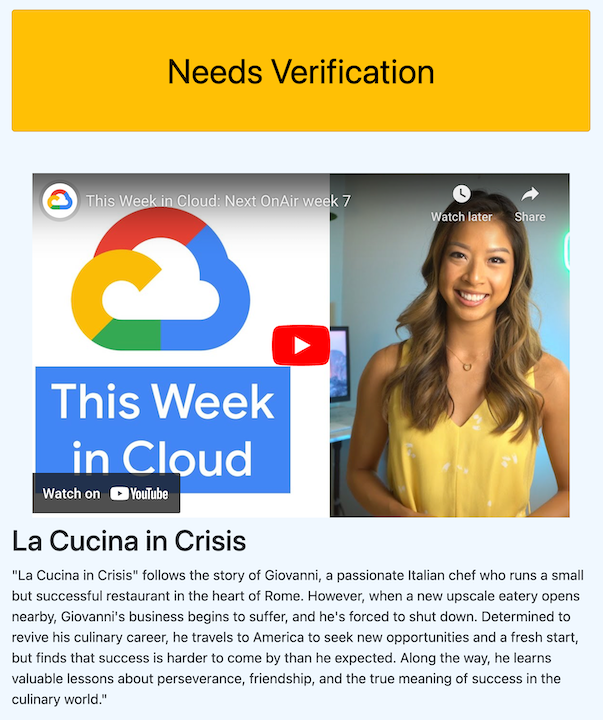 Needs Verification
This Week in Cloud: Next OnAir week 7
Watch later
Share
This Week
in Cloud
Watch on YouTube
La Cucina in Crisis
"La Cucina in Crisis" follows the story of Giovanni, a passionate Italian chef who runs a small
but successful restaurant in the heart of Rome. However, when a new upscale eatery opens
nearby, Giovanni's business begins to suffer, and he's forced to shut down. Determined to
revive his culinary career, he travels to America to seek new opportunities and a fresh start,
but finds that success is harder to come by than he expected. Along the way, he learns
valuable lessons about perseverance, friendship, and the true meaning of success in the
culinary world."